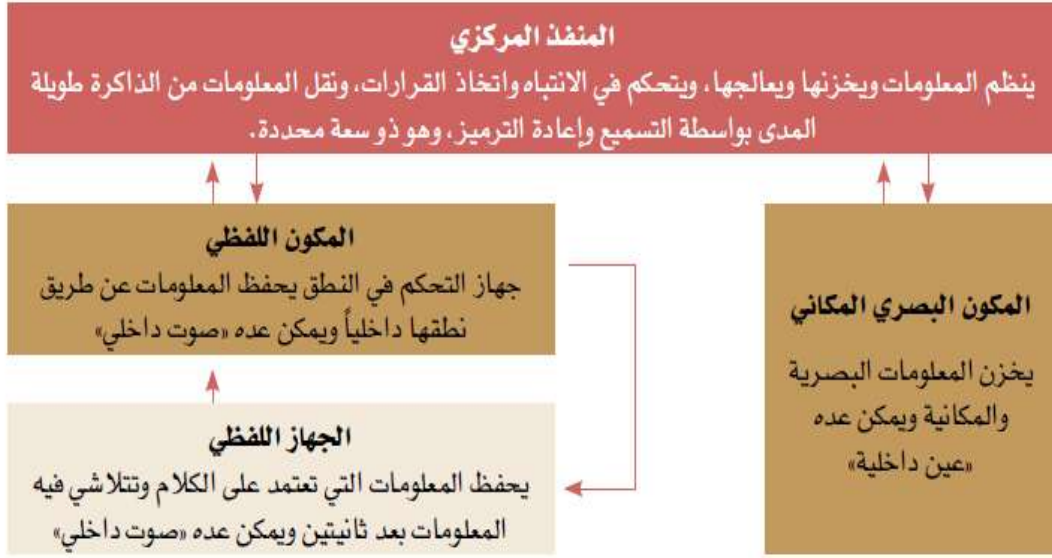 المنفذ المركزي
ينظم المعلومات ويخزنها ويعالجها، ويتحكم في الانتباه واتخاذ القرارات، ونقل المعلومات من الذاكرة طويلة
المدى بواسطة التسميع وإعادة الترميز، وهو ذو سعة محددة.
المكون البصري المكاني
يخزن المعلومات البصرية
والمكانية ويمكن عده
«عين داخلية»
المكون اللفظي
جهاز التحكم في النطق يحفظ المعلومات عن طريق
نطقها داخلياً ويمكن عده «صوت داخلي»
الجهاز اللفظي
يحفظ المعلومات التي تعتمد على الكلام وتتلاشي فيه
المعلومات بعد ثانيتين ويمكن عده «صوت داخلي»